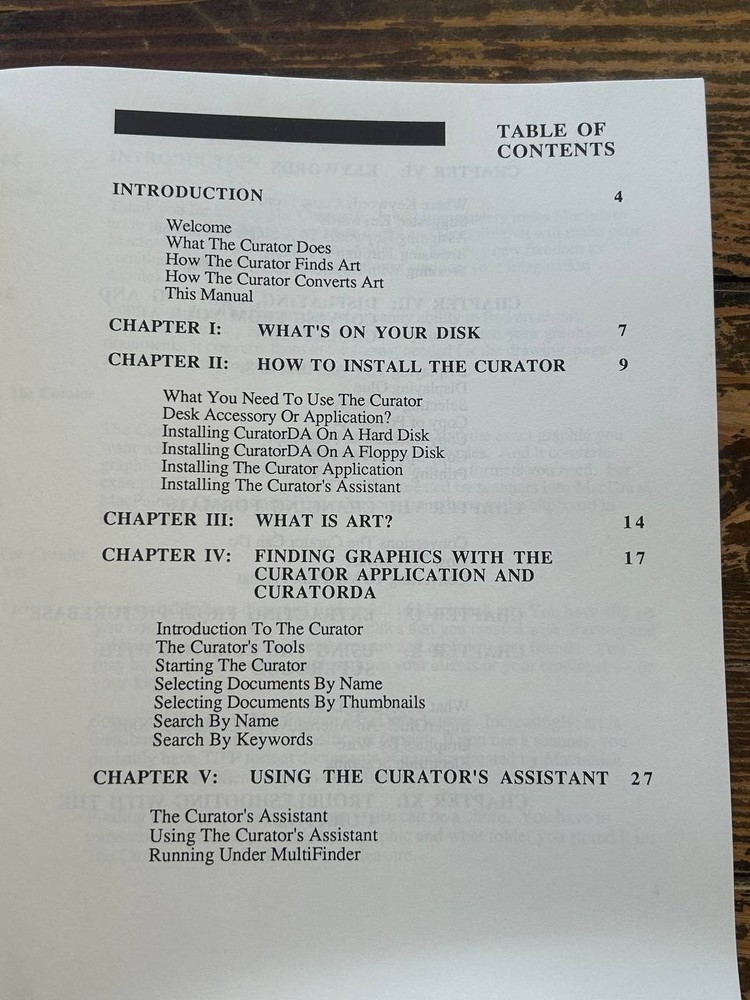 TABLE OF
CONTENTS
INTRODUCTION 4
Welcome
What The Curator Does
How The Curator Finds Art
How The Curator Converts Art
This Manual
CHAPTER I: WHAT'S ON YOUR DISK 7
CHAPTER II: HOW TO INSTALL THE CURATOR 9
What You Need To Use The Curator
Desk Accessory Or Application?
Installing CuratorDA On A Hard Disk
Installing CuratorDA On A Floppy Disk
Installing The Curator Application
Installing The Curator's Assistant
CHAPTER III: WHAT IS ART? 14
CHAPTER IV: FINDING GRAPHICS WITH THE 17
CURATOR APPLICATION AND
CURATORDA
Introduction To The Curator
The Curator's Tools
Starting The Curator
Selecting Documents By Name
Selecting Documents By Thumbnails
Search By Name
Search By Keywords
CHAPTER V: USING THE CURATOR'S ASSISTANT 27
The Curator's Assistant
Using The Curator's Assistant
Running Under MultiFinder